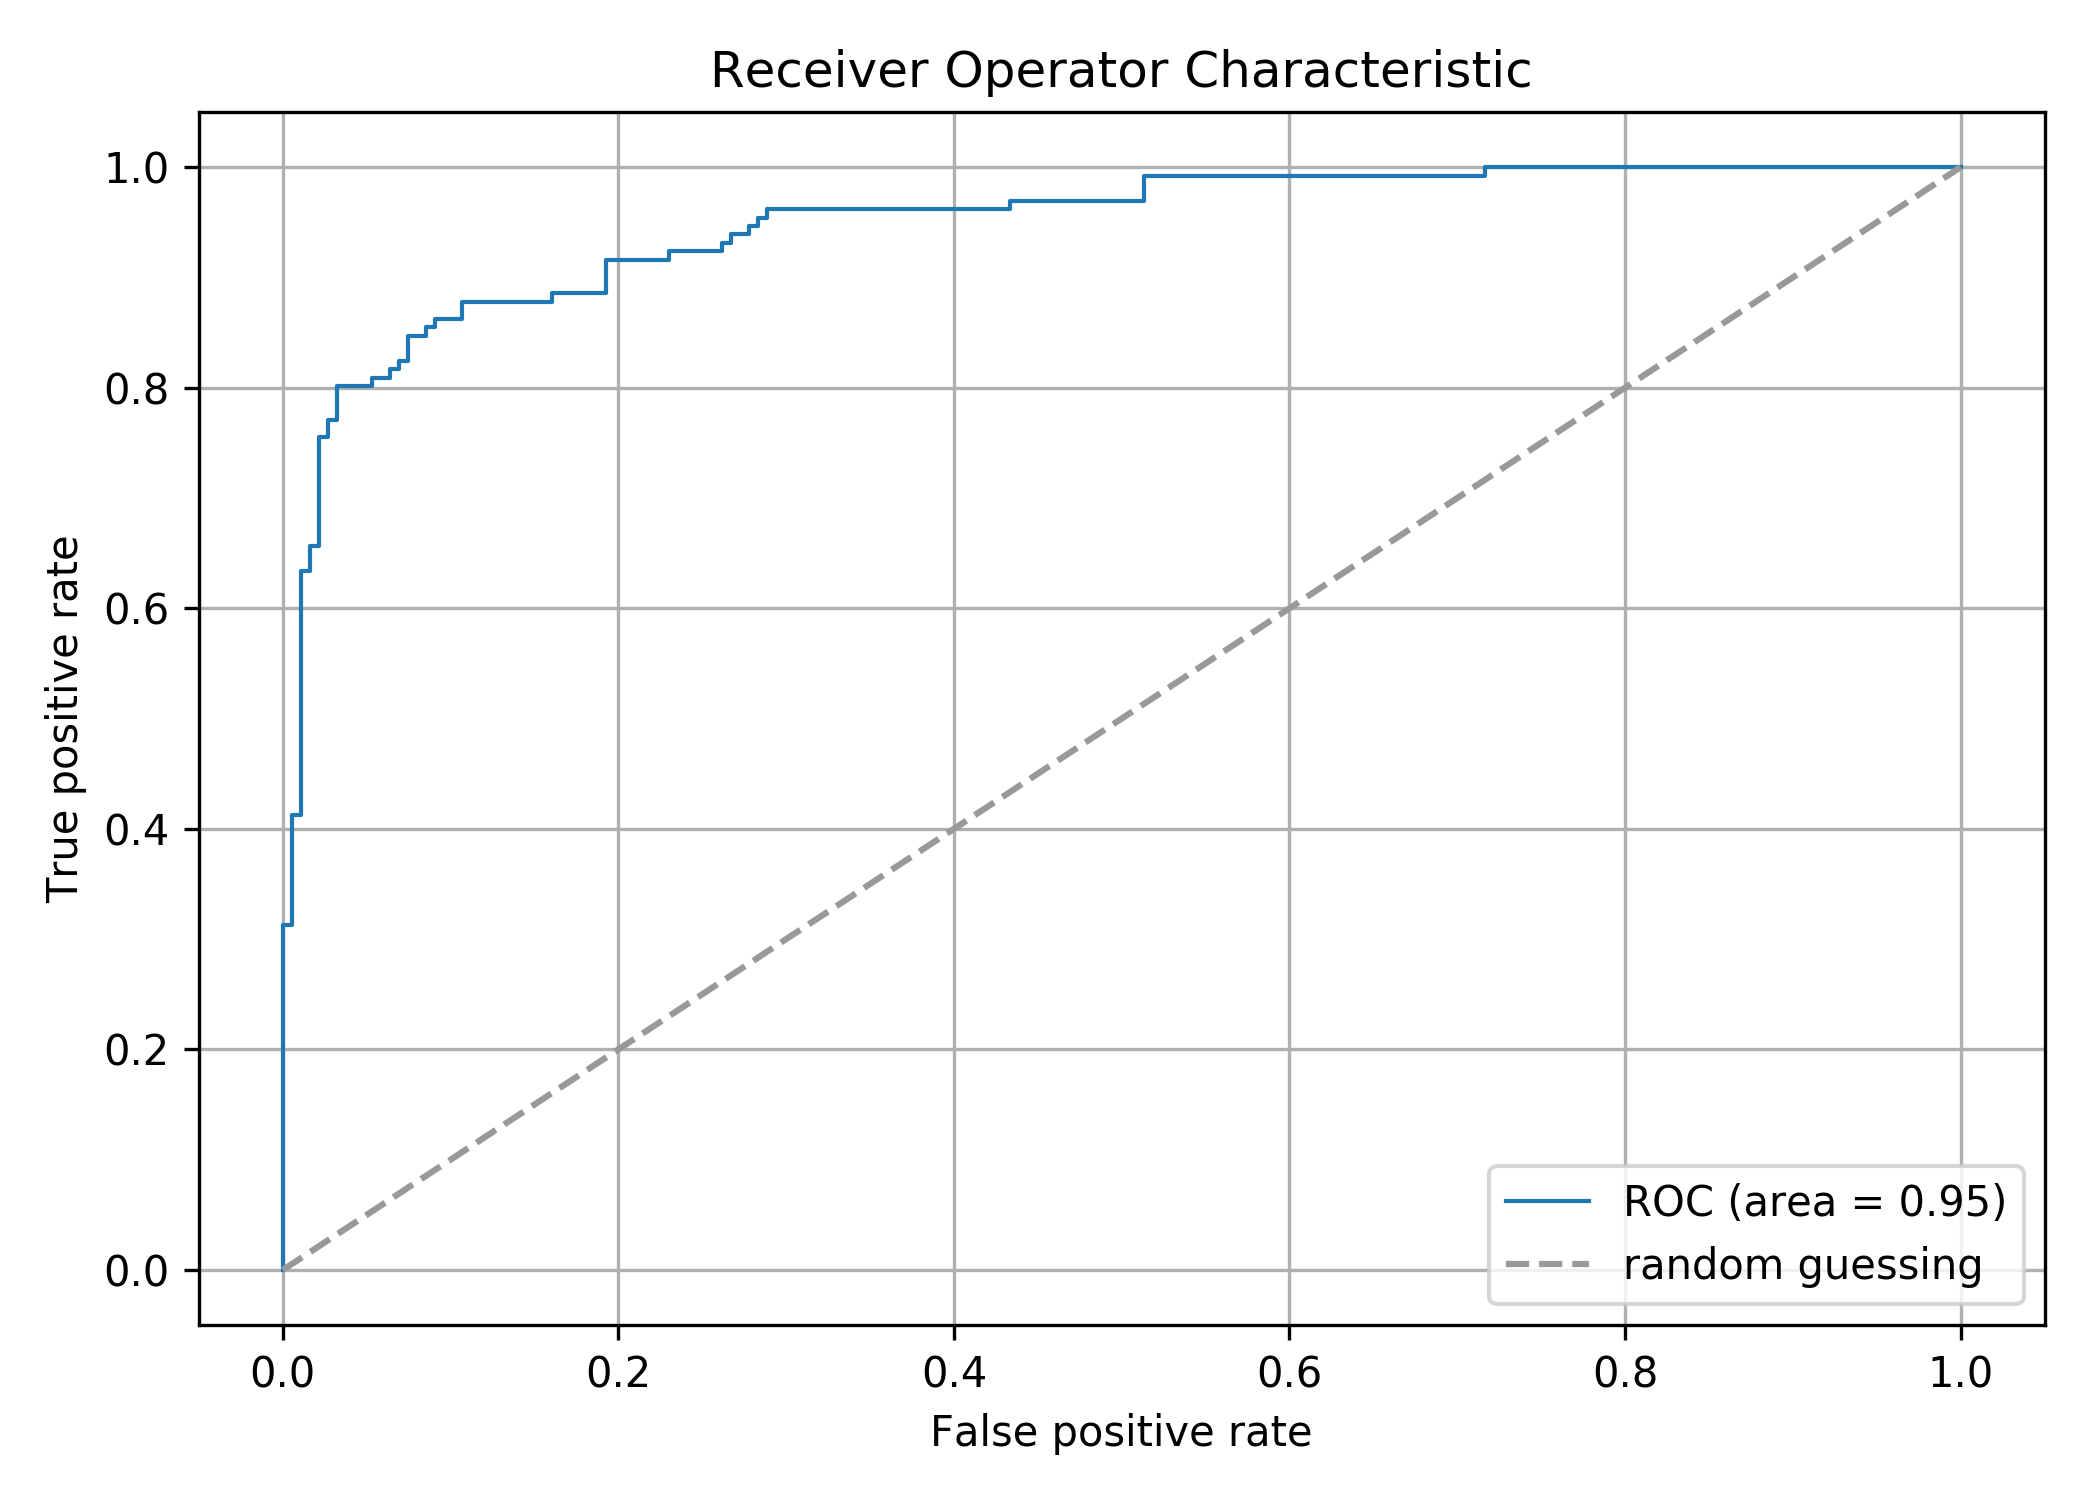 Receiver Operator Characteristic
True positive rate
1.0
0.8
0.6
0.4
0.2
0.0
ROC (area = 0.95)
random guessing
0.0 0.2 0.4 0.6 0.8 1.0
False positive rate